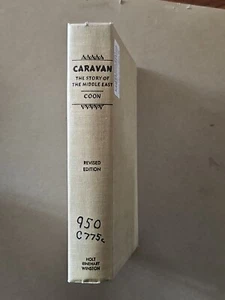 CARAVAN
THE STORY OF
THE MIDDLE EAST
COON
REVISED
EDITION
950
C775c
HOLT
RINEHART
WINSTON